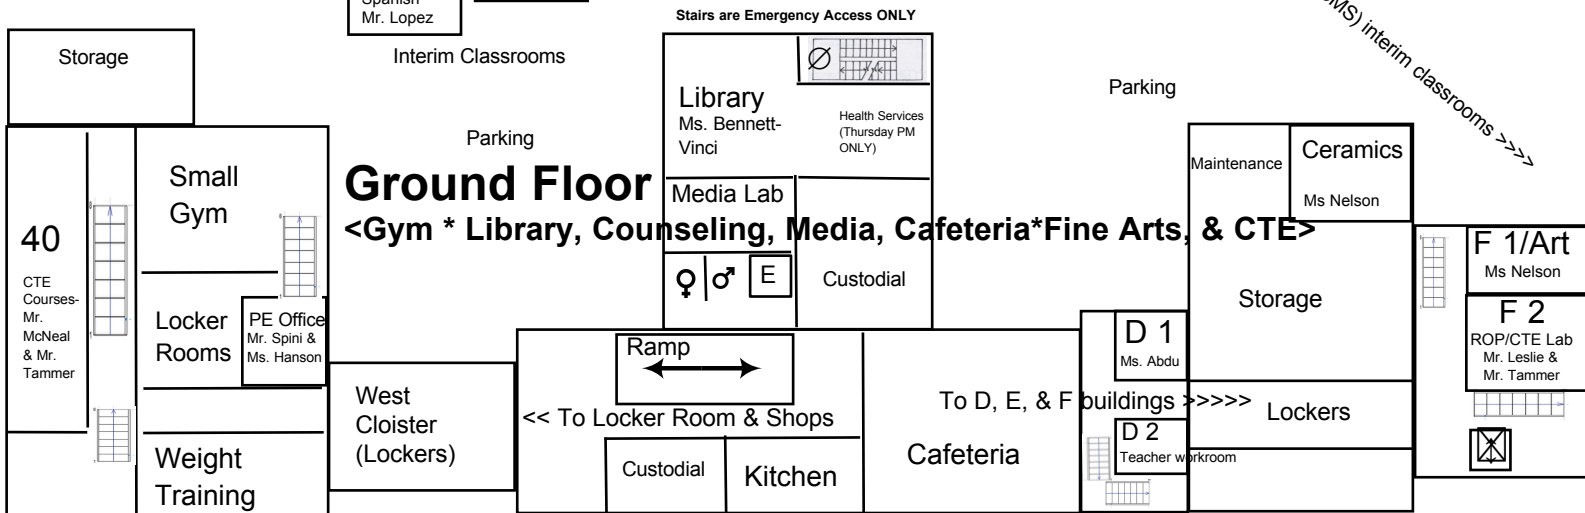 Spanish
Mr. Lopez
Stairs are Emergency Access ONLY
MS) interim classrooms >>>>
Storage
Interim Classrooms
Parking
Parking
Library
Ms. Bennett-
Vinci
Health Services
(Thursday PM
ONLY)
Maintenance
Ceramics
Ms Nelson
Small
Gym
Ground Floor
<Gym * Library, Counseling, Media, Cafeteria*Fine Arts, & CTE>
Media Lab
40
CTE
Courses-
Mr.
McNeal
& Mr.
Tammer
E
Custodial
Storage
F 1/Art
Ms Nelson
F 2
ROP/CTE Lab
Mr. Leslie &
Mr. Tammer
Locker
Rooms
PE Office
Mr. Spini &
Ms. Hanson
Ramp
D 1
Ms. Abdu
West
Cloister
(Lockers)
<< To Locker Room & Shops
To D, E, & F buildings >>>>>
Lockers
D 2
Teacher workroom
Weight
Training
Custodial
Kitchen
Cafeteria